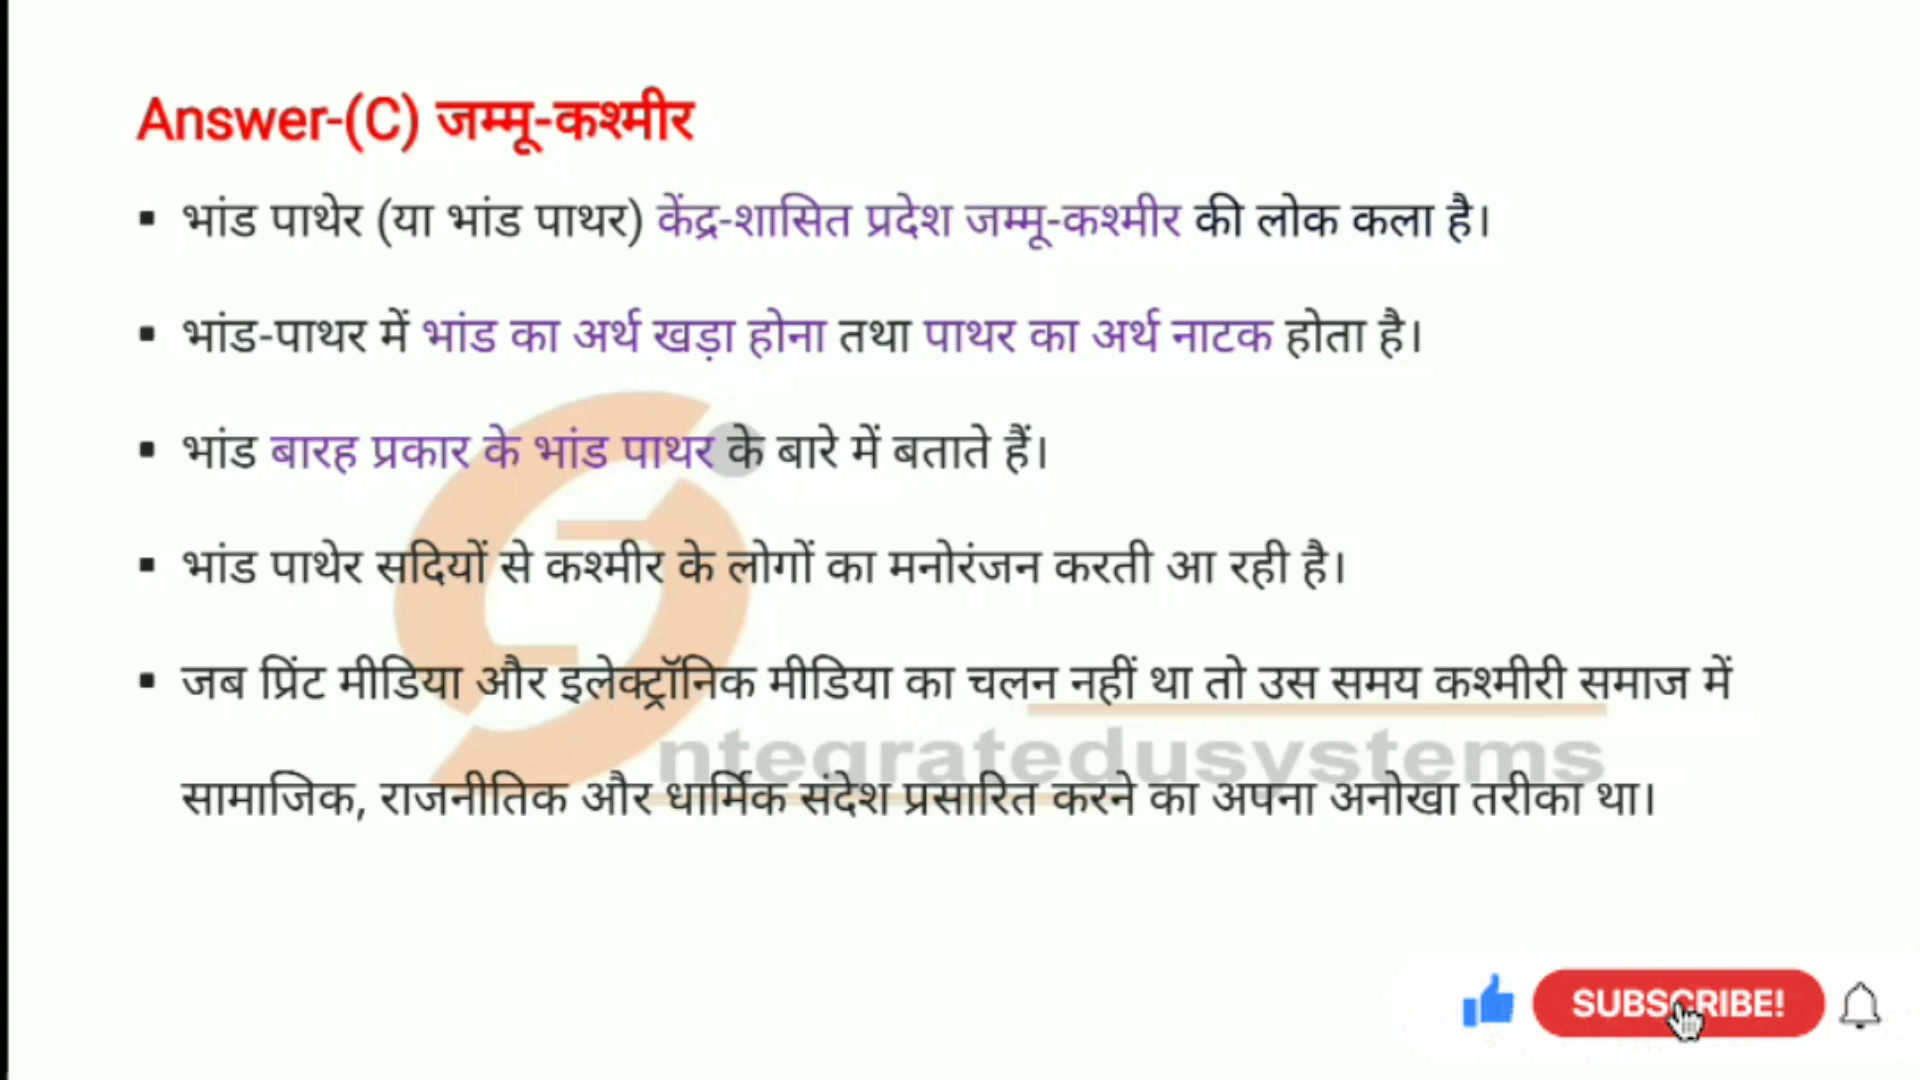 Answer-(C) जम्मू-कश्मीर
▪ भांड पाथेर (या भांड पाथर) केंद्र-शासित प्रदेश जम्मू-कश्मीर की लोक कला है।
▪ भांड-पाथर में भांड का अर्थ खड़ा होना तथा पाथर का अर्थ नाटक होता है।
▪ भांड बारह प्रकार के भांड पाथर के बारे में बताते हैं।
▪ भांड पाथेर सदियों से कश्मीर के लोगों का मनोरंजन करती आ रही है।
▪ जब प्रिंट मीडिया और इलेक्ट्रॉनिक मीडिया का चलन नहीं था तो उस समय कश्मीरी समाज में
ntegratedusystems
सामाजिक, राजनीतिक और धार्मिक संदेश प्रसारित करने का अपना अनोखा तरीका था।
SUBSCRIBE!